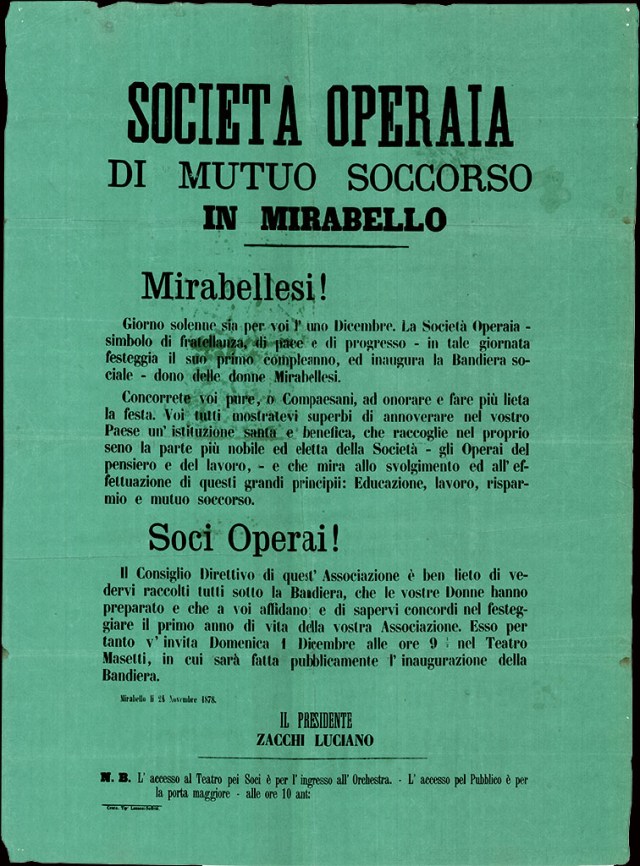 SOCIETÀ OPERAIA
DI MUTUO SOCCORSO
IN MIRABELLO
Mirabellesi!
Giorno solenne sia per voi l' uno Dicembre. La Società Operaia -
simbolo di fratellanza, di pace e di progresso - in tale giornata
festeggia il suo primo compleanno, ed inaugura la Bandiera so-
ciale - dono delle donne Mirabellesi.
Concorrete voi pure, o Compaesani, ad onorare e fare più lieta
la festa. Voi tutti mostratevi superbi di annoverare nel vostro
Paese un' istituzione santa e benefica, che raccoglie nel proprio
seno la parte più nobile ed eletta della Società - gli Operai del
pensiero e del lavoro, - e che mira allo svolgimento ed all' ef-
fettuazione di questi grandi principii: Educazione, lavoro, rispar-
mio e mutuo soccorso.
Soci Operai!
Il Consiglio Direttivo di quest' Associazione è ben lieto di ve-
dervi raccolti tutti sotto la Bandiera, che le vostre Donne hanno
preparato e che a voi affidano: e di sapervi concordi nel festeg-
giare il primo anno di vita della vostra Associazione. Esso per
tanto v' invita Domenica 1 Dicembre alle ore 9 nel Teatro
Masetti, in cui sarà fatta pubblicamente l' inaugurazione della
Bandiera.
Mirabello li 24 Novembre 1878.
IL PRESIDENTE
ZACCHI LUCIANO
N. B. L' accesso al Teatro pei Soci è per l' ingresso all' Orchestra. - L' accesso pel Pubblico è per
la porta maggiore - alle ore 10 ant:
Cento, Tip.